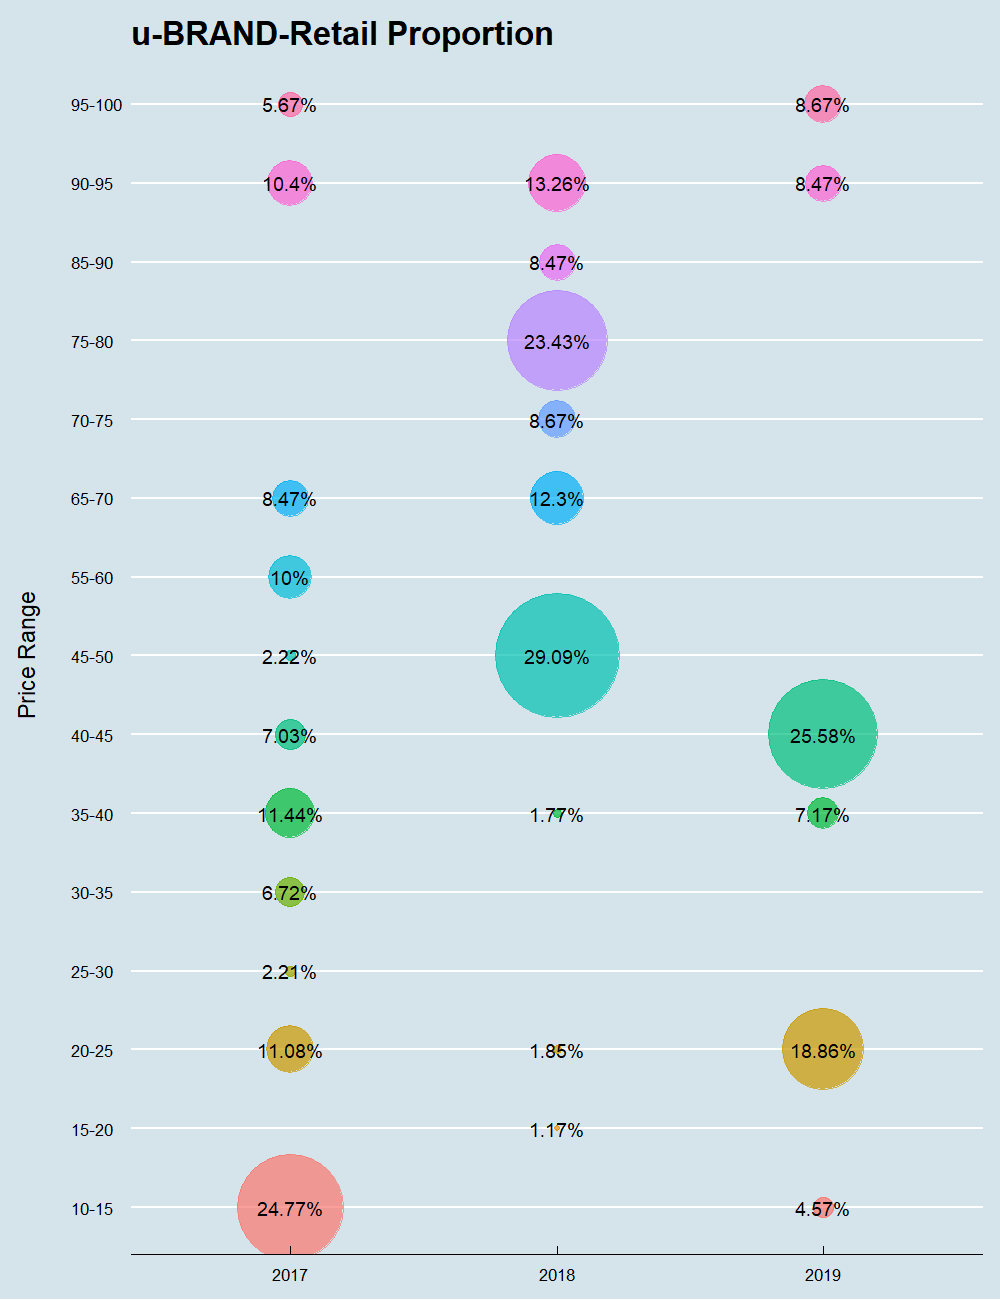 u-BRAND-Retail Proportion
Price Range
95-100 5.67% 8.67%
90-95 10.4% 13.26% 8.47%
85-90 8.47%
75-80 23.43%
70-75 8.67%
65-70 8.47% 12.3%
55-60 10%
45-50 2.22% 29.09%
40-45 7.03% 25.58%
35-40 11.44% 1.77% 7.17%
30-35 6.72%
25-30 2.21%
20-25 11.08% 1.85% 18.86%
15-20 1.17%
10-15 24.77% 4.57%
2017 2018 2019